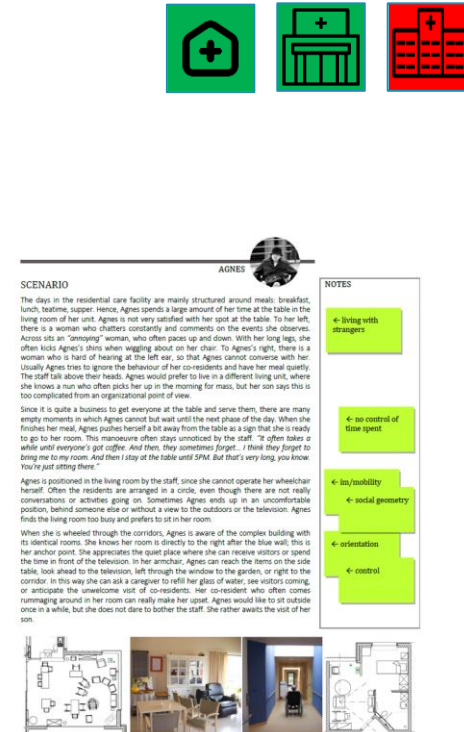 AGNES
SCENARIO
The days in the residential care facility are mainly structured around meals: breakfast,
lunch, teatime, supper. Hence, Agnes spends a large amount of her time at the table in the
living room of her unit. Agnes is not very satisfied with her spot at the table. To her left,
there is a woman who chatters constantly and comments on the events she observes.
Across sits an "annoying" woman, who often paces up and down. With her long legs, she
often kicks Agnes's shins when wiggling about on her chair. To Agnes's right, there is a
woman who is hard of hearing at the left ear, so that Agnes cannot converse with her.
Usually Agnes tries to ignore the behaviour of her co-residents and have her meal quietly.
The staff talk above their heads. Agnes would prefer to live in a different living unit, where
she knows a nun who often picks her up in the morning for mass, but her son says this is
too complicated from an organizational point of view.
Since it is quite a business to get everyone at the table and serve them, there are many
empty moments in which Agnes cannot but wait until the next phase of the day. When she
finishes her meal, Agnes pushes herself a bit away from the table as a sign that she is ready
to go to her room. This manoeuvre often stays unnoticed by the staff. "It often takes a
while until everyone's got coffee. And then, they sometimes forget... I think they forgot to
bring me to my room. And then I stay at the table until 5PM. But that's very long, you know.
You're just sitting there."
Agnes is positioned in the living room by the staff, since she cannot operate her wheelchair
herself. Often the residents are arranged in a circle, even though there are not really
conversations or activities going on. Sometimes Agnes ends up in an uncomfortable
position, behind someone else or without a view to the outdoors or the television. Agnes
finds the living room too busy and prefers to sit in her room.
When she is wheeled through the corridors, Agnes is aware of the complex building with
its identical rooms. She knows her room is directly to the right after the blue wall; this is
her anchor point. She appreciates the quiet place where she can receive visitors or spend
the time in front of the television. In her armchair, Agnes can reach the items on the side
table, look ahead to the television, left through the window to the garden, or right to the
corridor. In this way she can ask a caregiver to refill her glass of water, see visitors coming,
or anticipate the unwelcome visit of co-residents. Her co-resident who often comes
rummaging around in her room can really make her upset. Agnes would like to sit outside
once in a while, but she does not dare to bother the staff. She rather awaits the visit of her
son.
NOTES
← living with
strangers
← no control of
time spent
← im/mobility
← social geometry
← orientation
← control